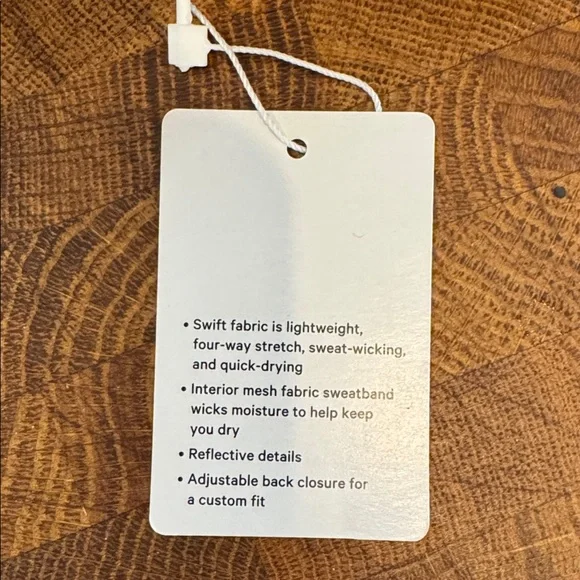 • Swift fabric is lightweight,
four-way stretch, sweat-wicking,
and quick-drying
• Interior mesh fabric sweatband
wicks moisture to help keep
you dry
• Reflective details
• Adjustable back closure for
a custom fit